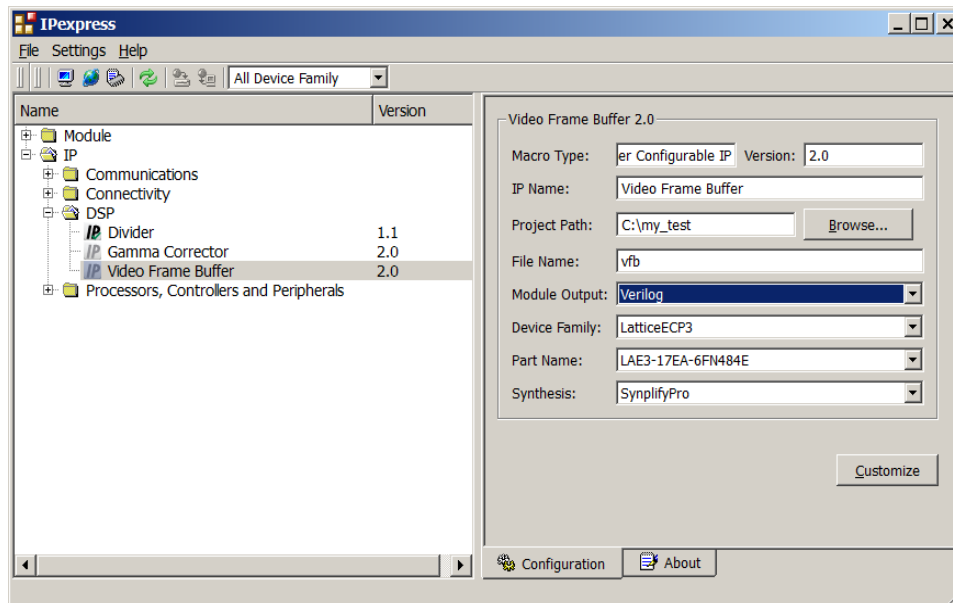 IPexpress
File Settings Help
All Device Family
Name Version
Module
IP
Communications
Connectivity
DSP
Divider 1.1
Gamma Corrector 2.0
Video Frame Buffer 2.0
Processors, Controllers and Peripherals
Video Frame Buffer 2.0
Macro Type: er Configurable IP Version: 2.0
IP Name: Video Frame Buffer
Project Path: C:\my_test Browse...
File Name: vfb
Module Output: Verilog
Device Family: LatticeECP3
Part Name: LAE3-17EA-6FN484E
Synthesis: SynplifyPro
Customize
Configuration About